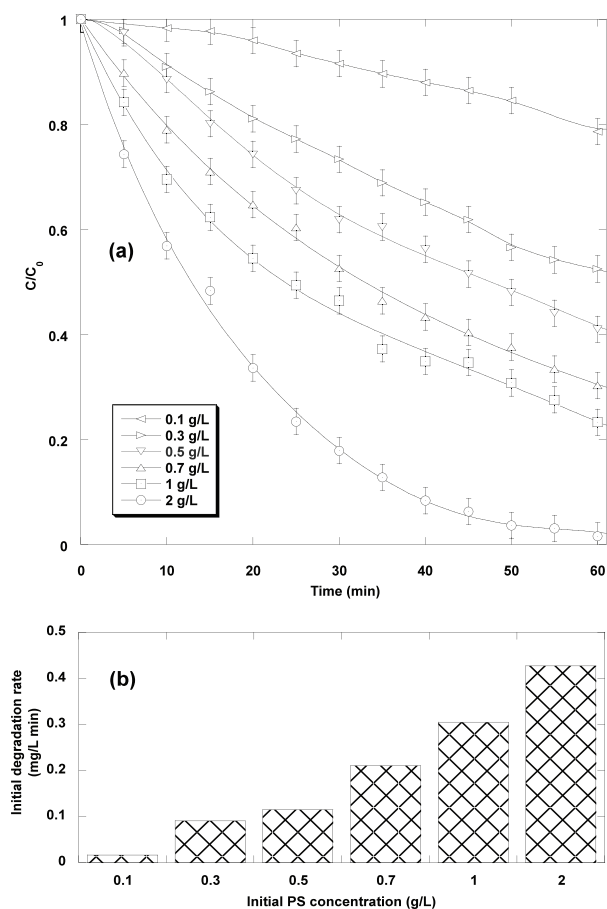 1
0.8
0.6
0.4
0.2
0
C/C0
(a)
0.1 g/L
0.3 g/L
0.5 g/L
0.7 g/L
1 g/L
2 g/L
0 10 20 30 40 50 60
Time (min)
0.5
0.4
0.3
0.2
0.1
0
Initial degradation rate
(mg/L min)
(b)
0.1 0.3 0.5 0.7 1 2
Initial PS concentration (g/L)